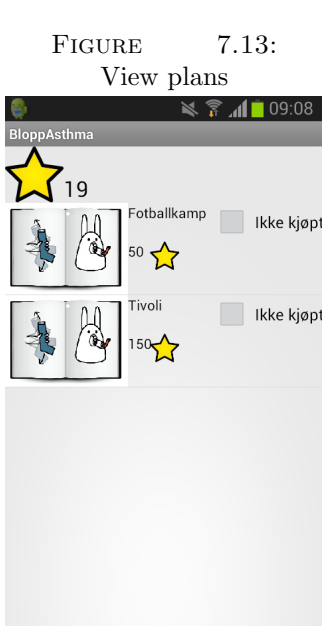 FIGURE 7.13:
View plans
09:08
BloppAsthma
19
Fotballkamp
Ikke kjøpt
50
Tivoli
Ikke kjøpt
150